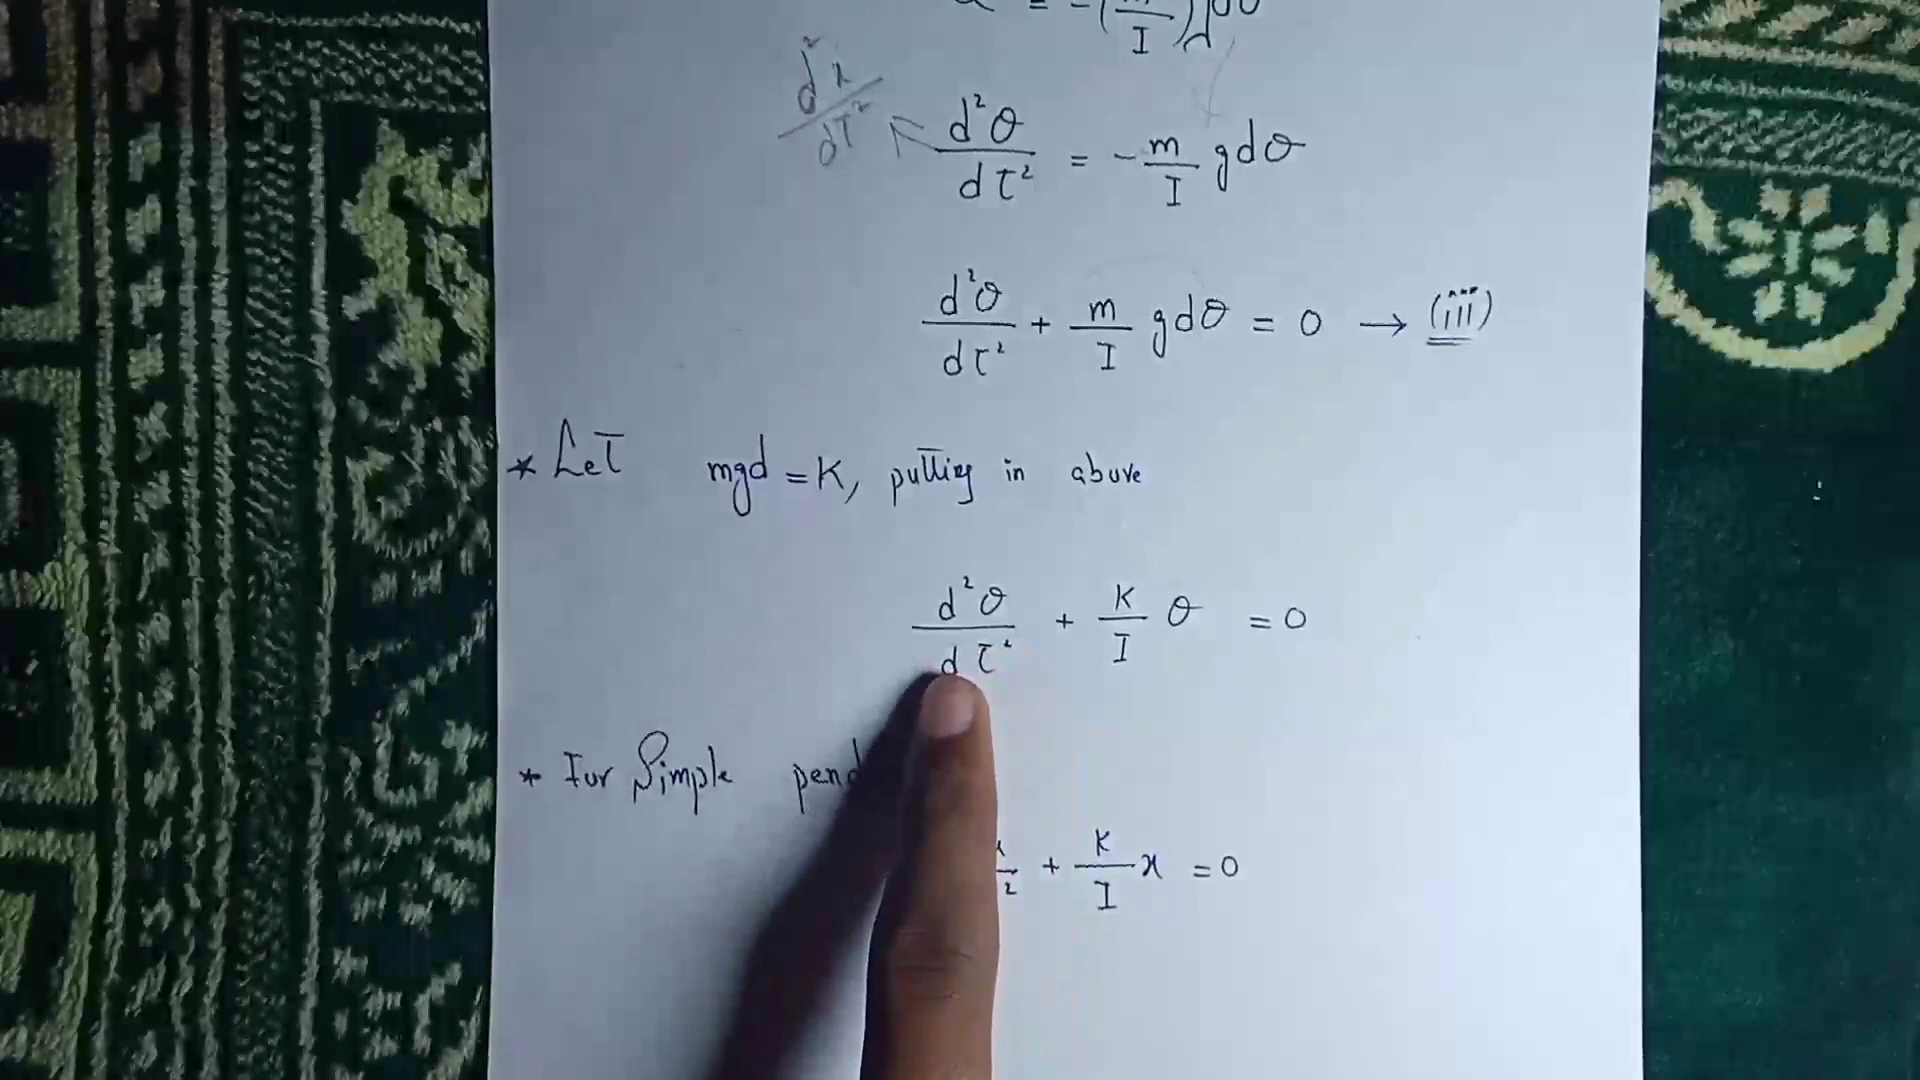 = -(m/I)gdθ
d²x/dt²
d²θ/dt² = -m/I gdθ
d²θ/dt² + m/I gdθ = 0 → (iii)
* Let mgd = K, putting in above
d²θ/dt² + K/I θ = 0
* For Simple pend
+ K/I x = 0